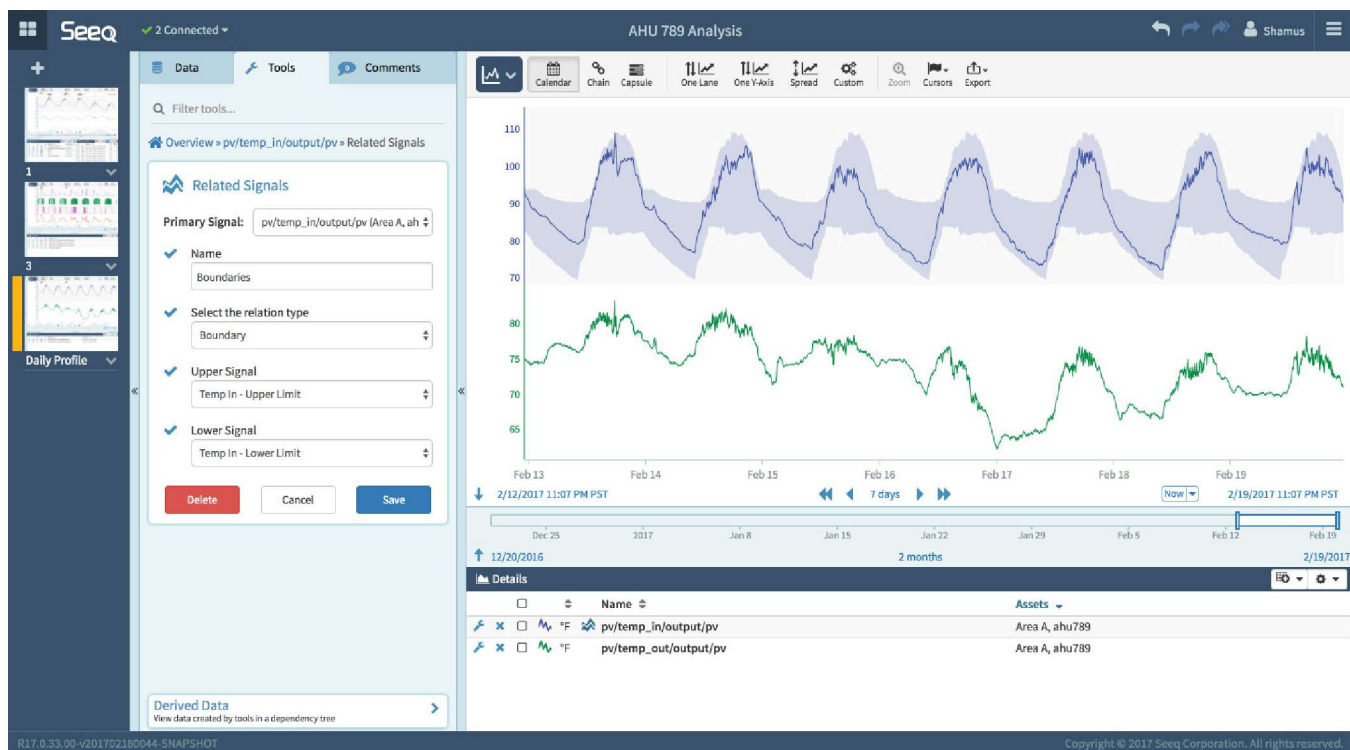 Seeq
2 Connected
AHU 789 Analysis
Shamus
Data
Tools
Comments
Filter tools...
Overview » pv/temp_in/output/pv » Related Signals
Related Signals
Primary Signal: pv/temp_in/output/pv (Area A, ah
Name
Boundaries
Select the relation type
Boundary
Upper Signal
Temp In - Upper Limit
Lower Signal
Temp In - Lower Limit
Delete Cancel Save
Derived Data
View data created by tools in a dependency tree
1
3
Daily Profile
Calendar Chain Capsule One Lane One Y-Axis Spread Custom Zoom Cursors Export
110
100
90
80
70
80
75
70
65
Feb 13 Feb 14 Feb 15 Feb 16 Feb 17 Feb 18 Feb 19
2/12/2017 11:07 PM PST 7 days Now 2/19/2017 11:07 PM PST
Dec 25 2017 Jan 8 Jan 15 Jan 22 Jan 29 Feb 5 Feb 12 Feb 19
12/20/2016 2 months 2/19/2017
Details
Name Assets
°F pv/temp_in/output/pv Area A, ahu789
°F pv/temp_out/output/pv Area A, ahu789
R17.0.33.00-v201702180044-SNAPSHOT
Copyright © 2017 Seeq Corporation. All rights reserved.